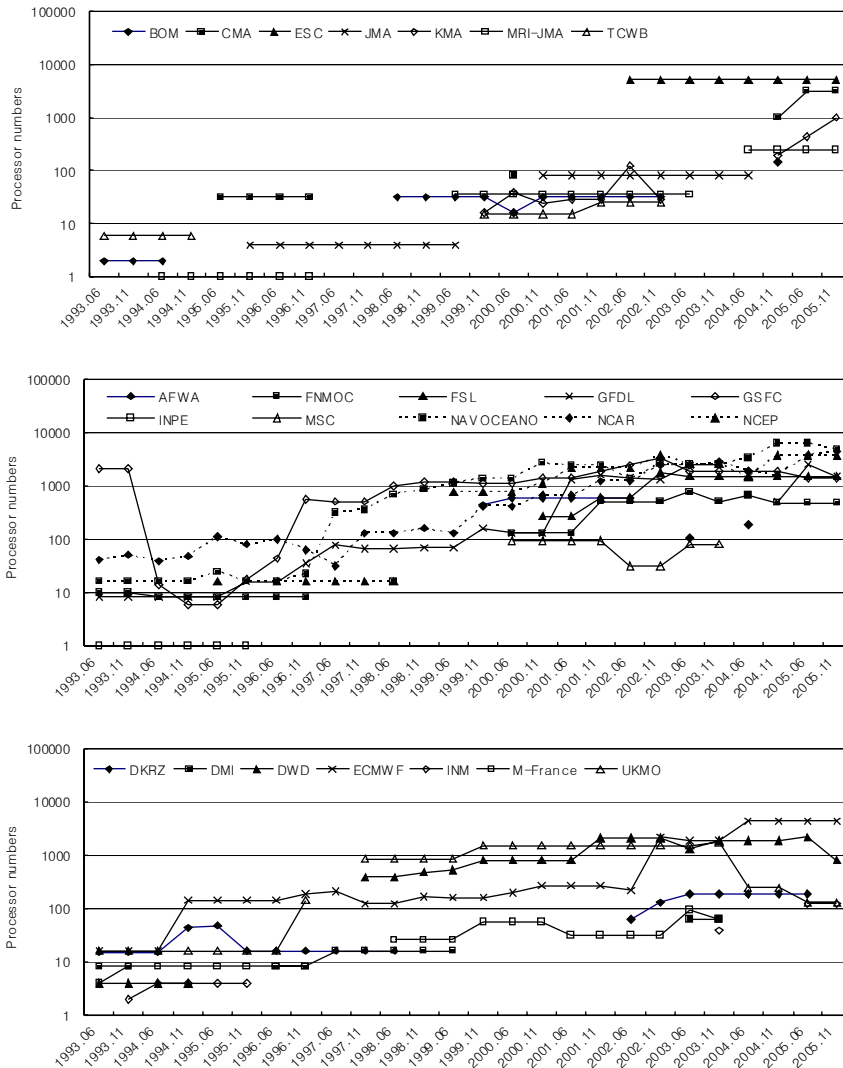 100000
BOM CMA ESC JMA KMA MRI-JMA TCWB
10000
1000
100
10
1
Processor numbers
1993.06 1993.11 1994.06 1994.11 1995.06 1995.11 1996.06 1996.11 1997.06 1997.11 1998.06 1998.11 1999.06 1999.11 2000.06 2000.11 2001.06 2001.11 2002.06 2002.11 2003.06 2003.11 2004.06 2004.11 2005.06 2005.11
100000
AFWA FNMOC FSL GFDL GSFC
INPE MSC NAVOCEANO NCAR NCEP
10000
1000
100
10
1
Processor numbers
1993.06 1993.11 1994.06 1994.11 1995.06 1995.11 1996.06 1996.11 1997.06 1997.11 1998.06 1998.11 1999.06 1999.11 2000.06 2000.11 2001.06 2001.11 2002.06 2002.11 2003.06 2003.11 2004.06 2004.11 2005.06 2005.11
100000
DKRZ DMI DWD ECMWF INM M-France UKMO
10000
1000
100
10
1
Processor numbers
1993.06 1993.11 1994.06 1994.11 1995.06 1995.11 1996.06 1996.11 1997.06 1997.11 1998.06 1998.11 1999.06 1999.11 2000.06 2000.11 2001.06 2001.11 2002.06 2002.11 2003.06 2003.11 2004.06 2004.11 2005.06 2005.11